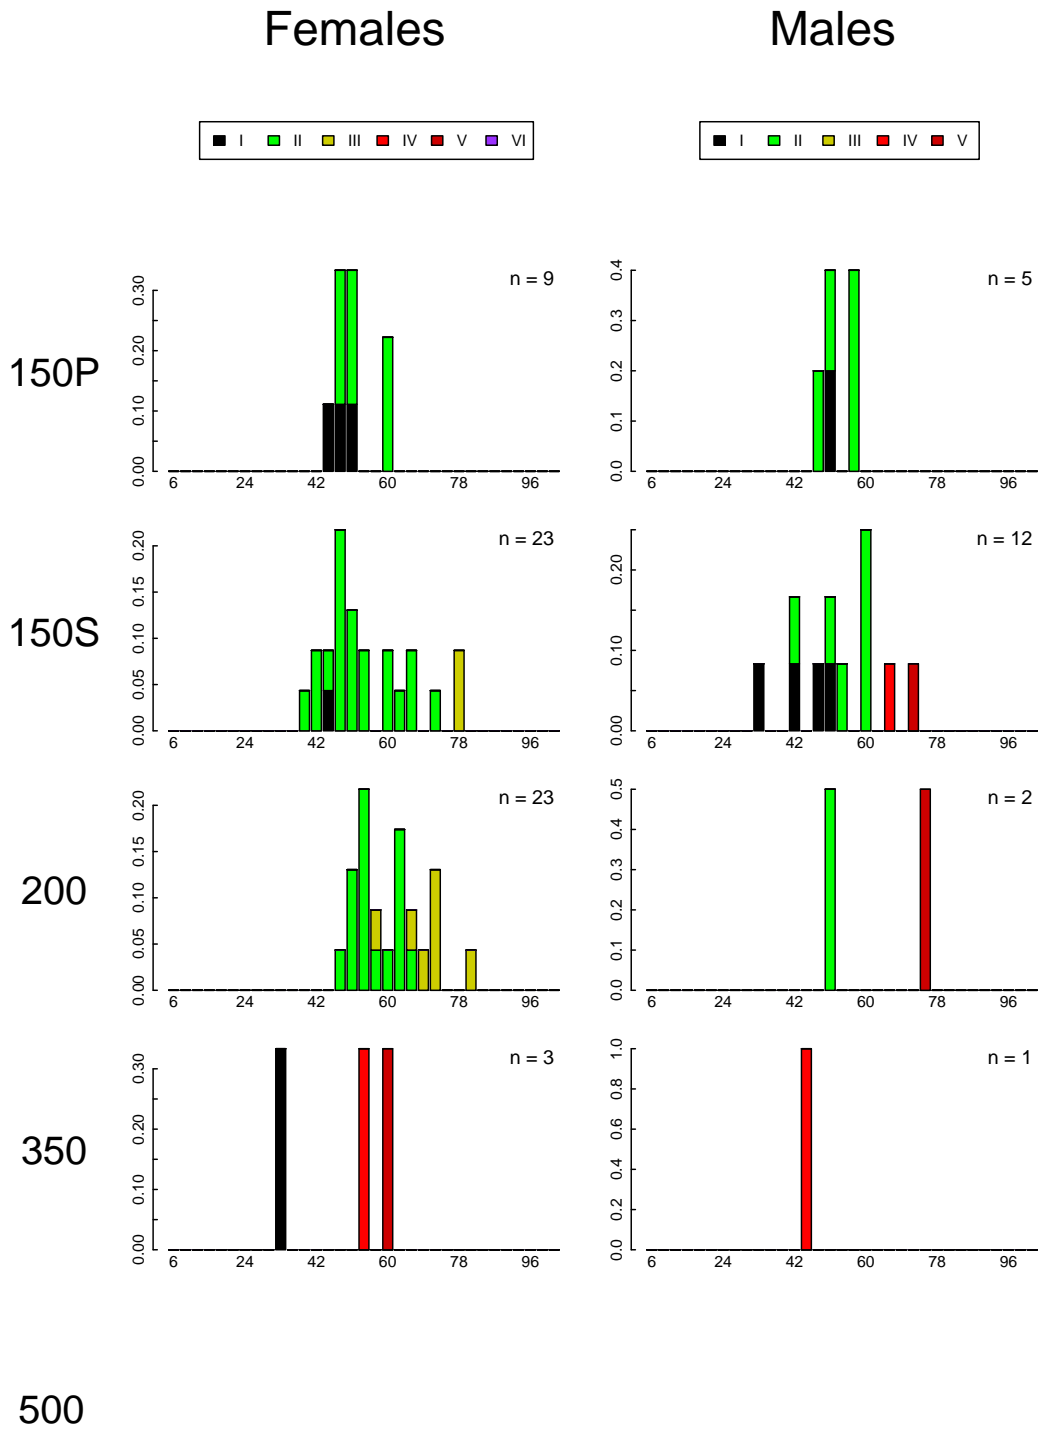 Females Males
I II III IV V VI
I II III IV V
150P
0.00 0.10 0.20 0.30
n = 9
6 24 42 60 78 96
0.0 0.1 0.2 0.3 0.4
n = 5
6 24 42 60 78 96
150S
0.00 0.05 0.10 0.15 0.20
n = 23
6 24 42 60 78 96
0.00 0.10 0.20
n = 12
6 24 42 60 78 96
200
0.00 0.05 0.10 0.15 0.20
n = 23
6 24 42 60 78 96
0.0 0.1 0.2 0.3 0.4 0.5
n = 2
6 24 42 60 78 96
350
0.00 0.10 0.20 0.30
n = 3
6 24 42 60 78 96
0.0 0.2 0.4 0.6 0.8 1.0
n = 1
6 24 42 60 78 96
500